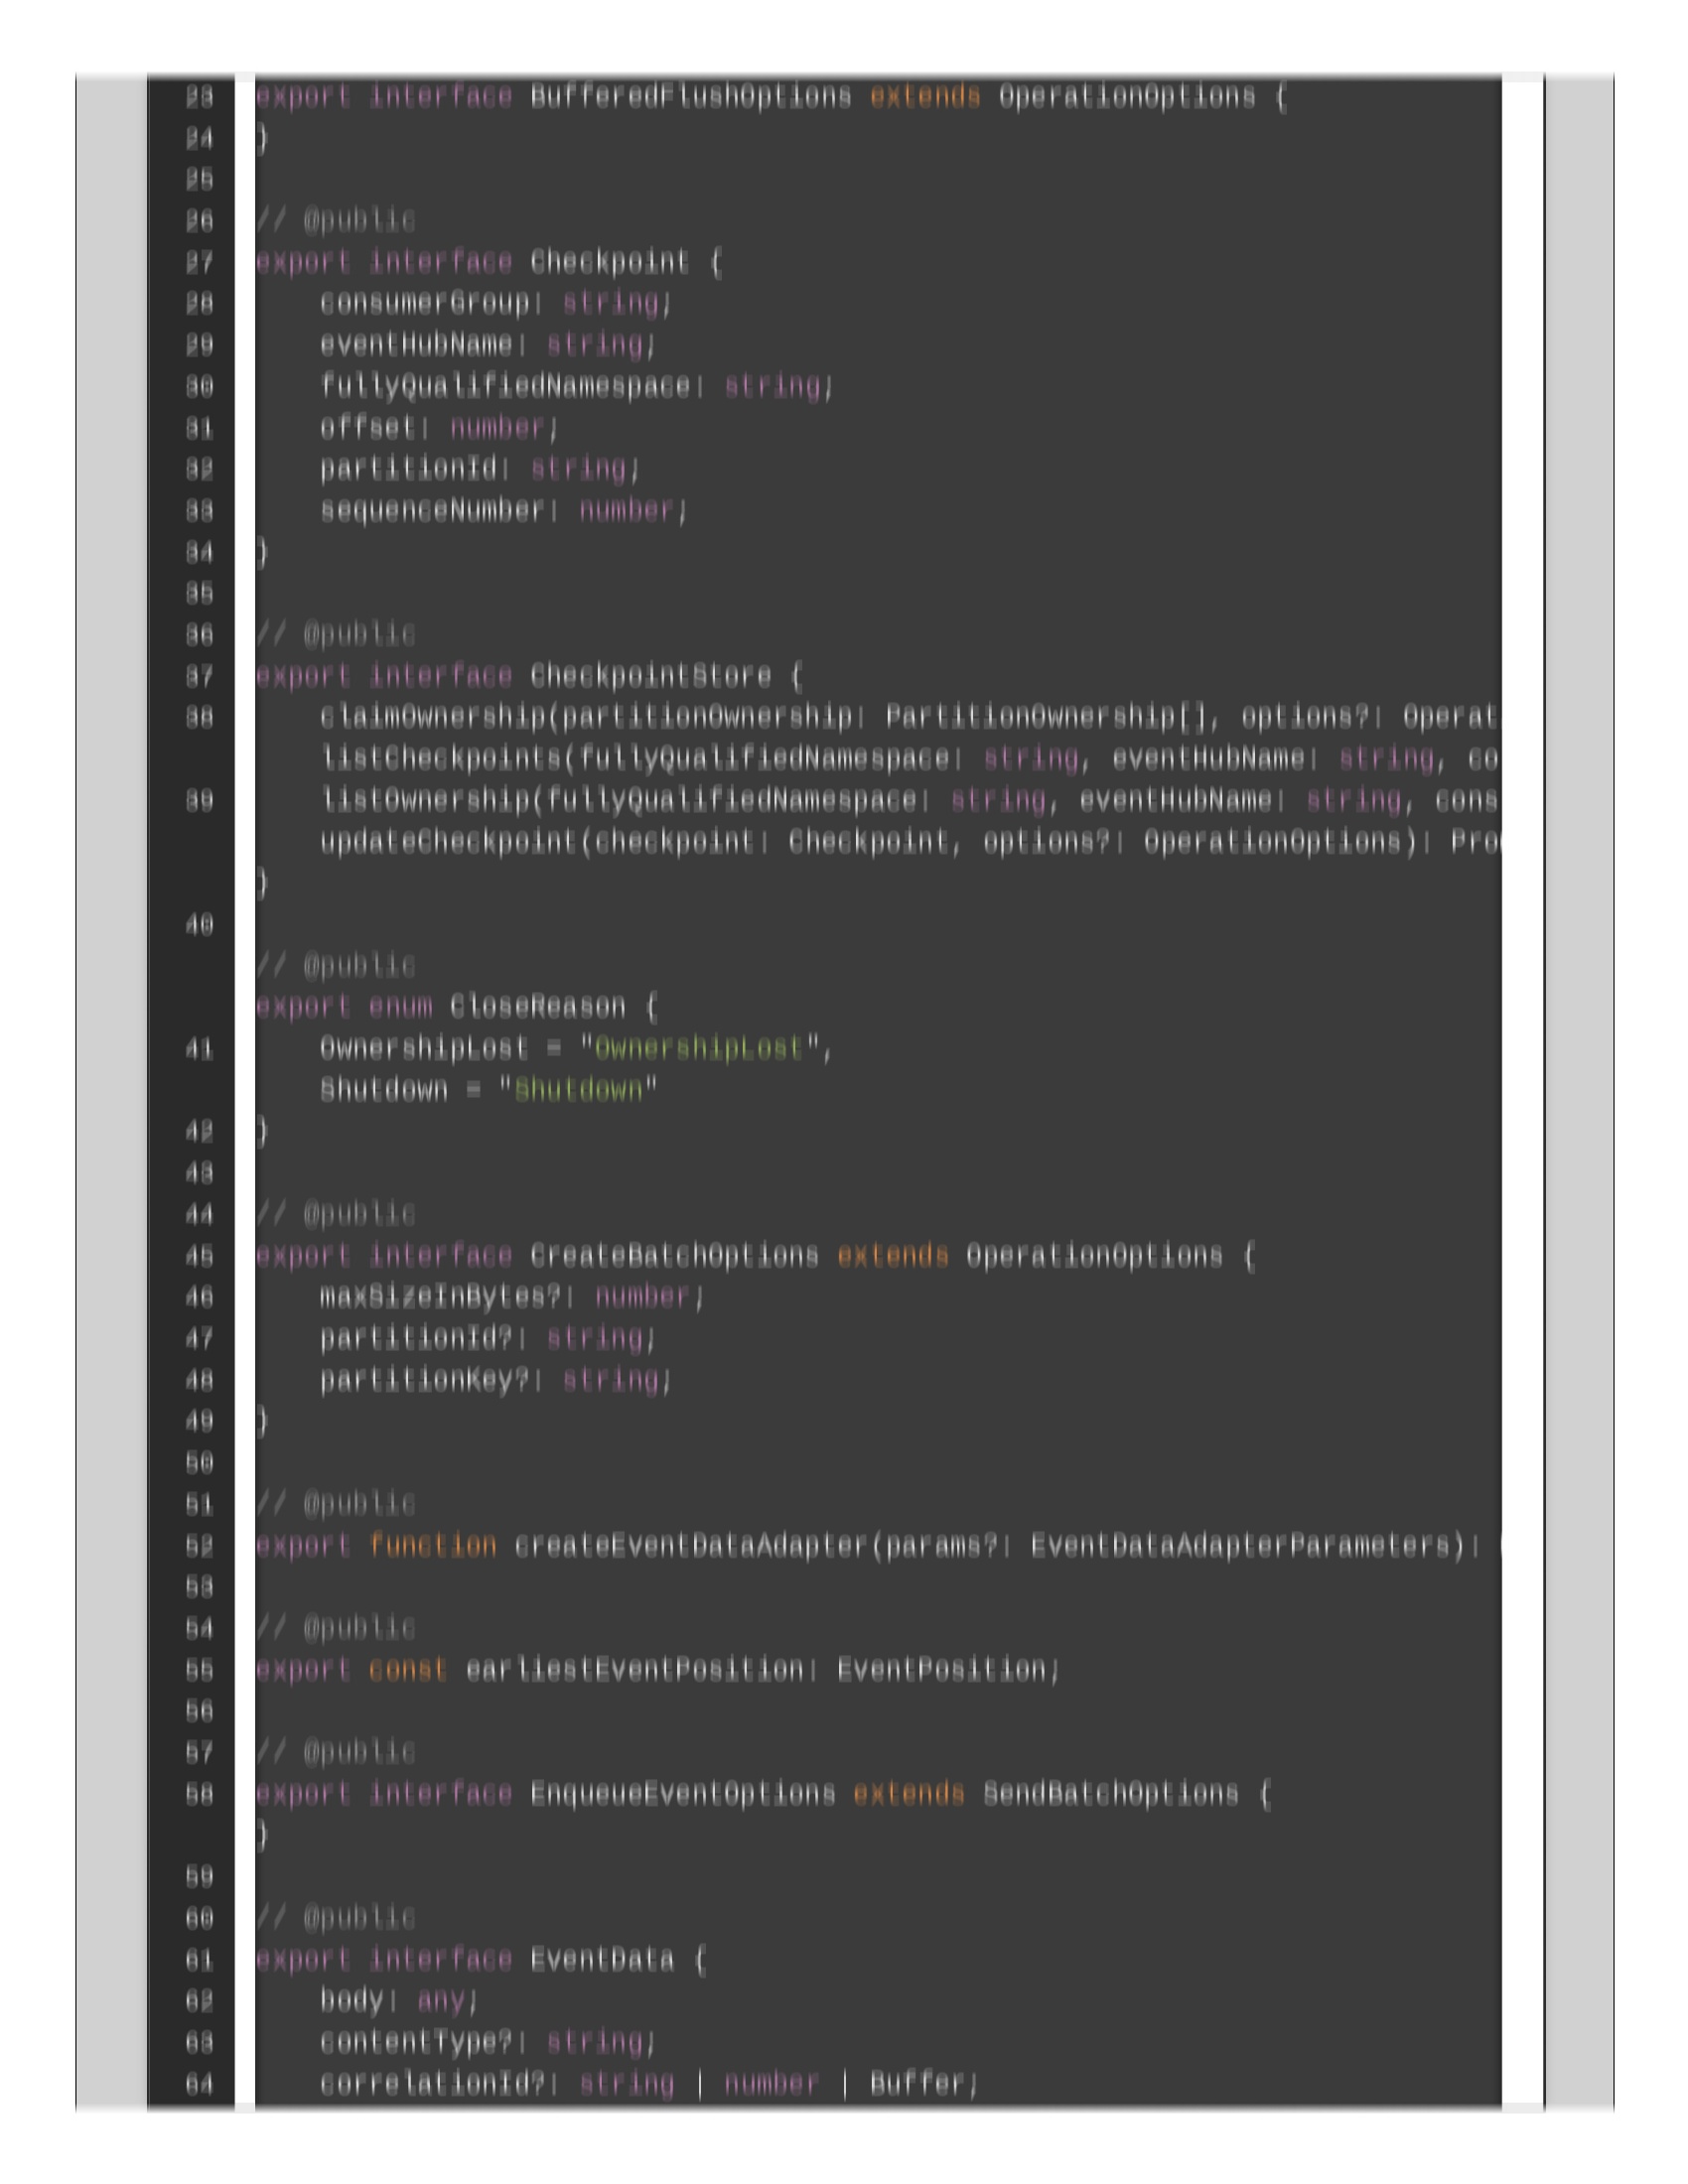 23 export interface BufferedFlushOptions extends OperationOptions {
24 }
25
26 // @public
27 export interface Checkpoint {
28     consumerGroup: string;
29     eventHubName: string;
30     fullyQualifiedNamespace: string;
31     offset: number;
32     partitionId: string;
33     sequenceNumber: number;
34 }
35
36 // @public
37 export interface CheckpointStore {
38     claimOwnership(partitionOwnership: PartitionOwnership[], options?: Operat
    listCheckpoints(fullyQualifiedNamespace: string, eventHubName: string, co
39     listOwnership(fullyQualifiedNamespace: string, eventHubName: string, cons
    updateCheckpoint(checkpoint: Checkpoint, options?: OperationOptions): Pro
}
40
// @public
export enum CloseReason {
41     OwnershipLost = "OwnershipLost",
    Shutdown = "Shutdown"
42 }
43
44 // @public
45 export interface CreateBatchOptions extends OperationOptions {
46     maxSizeInBytes?: number;
47     partitionId?: string;
48     partitionKey?: string;
49 }
50
51 // @public
52 export function createEventDataAdapter(params?: EventDataAdapterParameters):
53
54 // @public
55 export const earliestEventPosition: EventPosition;
56
57 // @public
58 export interface EnqueueEventOptions extends SendBatchOptions {
}
59
60 // @public
61 export interface EventData {
62     body: any;
63     contentType?: string;
64     correlationId?: string | number | Buffer;